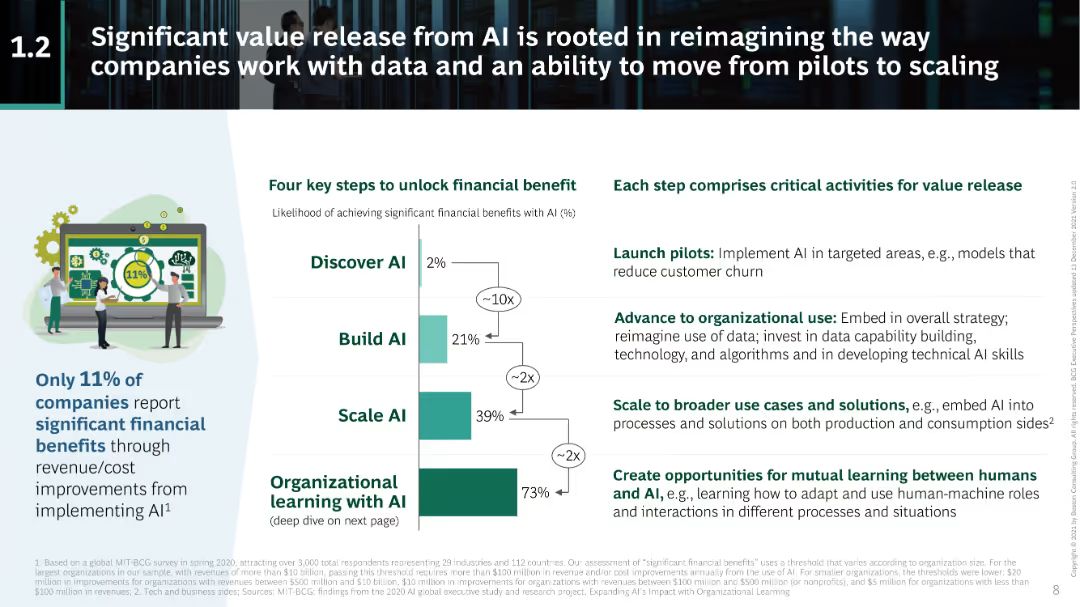 1.2
Significant value release from AI is rooted in reimagining the way
companies work with data and an ability to move from pilots to scaling
11%
Only 11% of
companies report
significant financial
benefits through
revenue/cost
improvements from
implementing AI1
Four key steps to unlock financial benefit
Likelihood of achieving significant financial benefits with AI (%)
Discover AI
2%
~10x
Build AI
21%
~2x
Scale AI
39%
~2x
Organizational
learning with AI
(deep dive on next page)
73%
Each step comprises critical activities for value release
Launch pilots: Implement AI in targeted areas, e.g., models that
reduce customer churn
Advance to organizational use: Embed in overall strategy;
reimagine use of data; invest in data capability building,
technology, and algorithms and in developing technical AI skills
Scale to broader use cases and solutions, e.g., embed AI into
processes and solutions on both production and consumption sides2
Create opportunities for mutual learning between humans
and AI, e.g., learning how to adapt and use human-machine roles
and interactions in different processes and situations
1. Based on a global MIT-BCG survey in spring 2020, attracting over 3,000 total respondents representing 29 industries and 112 countries. Our assessment of "significant financial benefits" uses a threshold that varies according to organization size. For the
largest organizations in our sample, with revenues of more than $10 billion, passing this threshold requires more than $100 million in revenue and/or cost improvements annually from the use of AI. For smaller organizations, the thresholds were lower: $20
million in improvements for organizations with revenues between $500 million and $10 billion, $10 million in improvements for organizations with revenues between $100 million and $500 million (or nonprofits), and $5 million for organizations with less than
$100 million in revenues; 2. Tech and business sides; Sources: MIT-BCG: findings from the 2020 AI global executive study and research project, Expanding AI's Impact with Organizational Learning
8
Copyright © 2021 by Boston Consulting Group. All rights reserved. BCG Executive Perspectives updated 13 December 2021 Version 2.0